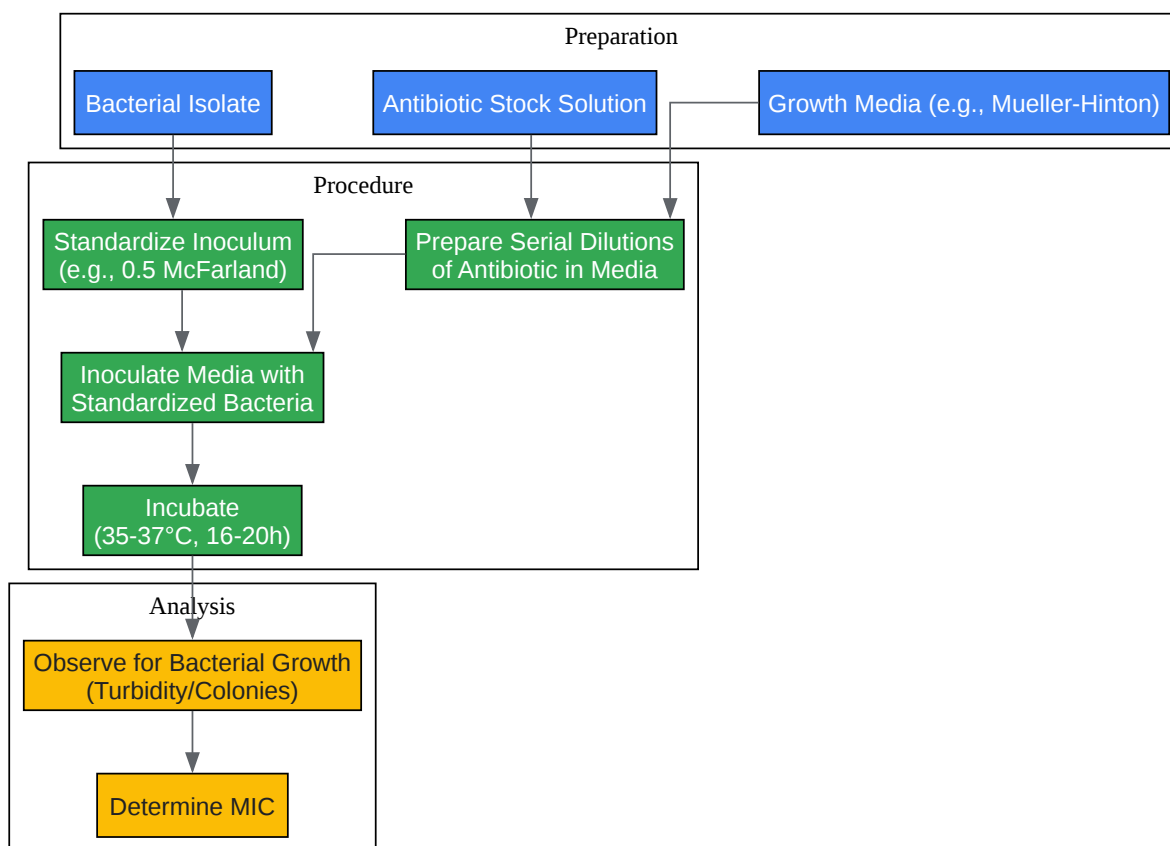 Preparation
Bacterial Isolate
Antibiotic Stock Solution
Growth Media (e.g., Mueller-Hinton)
Procedure
Standardize Inoculum
(e.g., 0.5 McFarland)
Prepare Serial Dilutions
of Antibiotic in Media
Inoculate Media with
Standardized Bacteria
Incubate
(35-37°C, 16-20h)
Analysis
Observe for Bacterial Growth
(Turbidity/Colonies)
Determine MIC